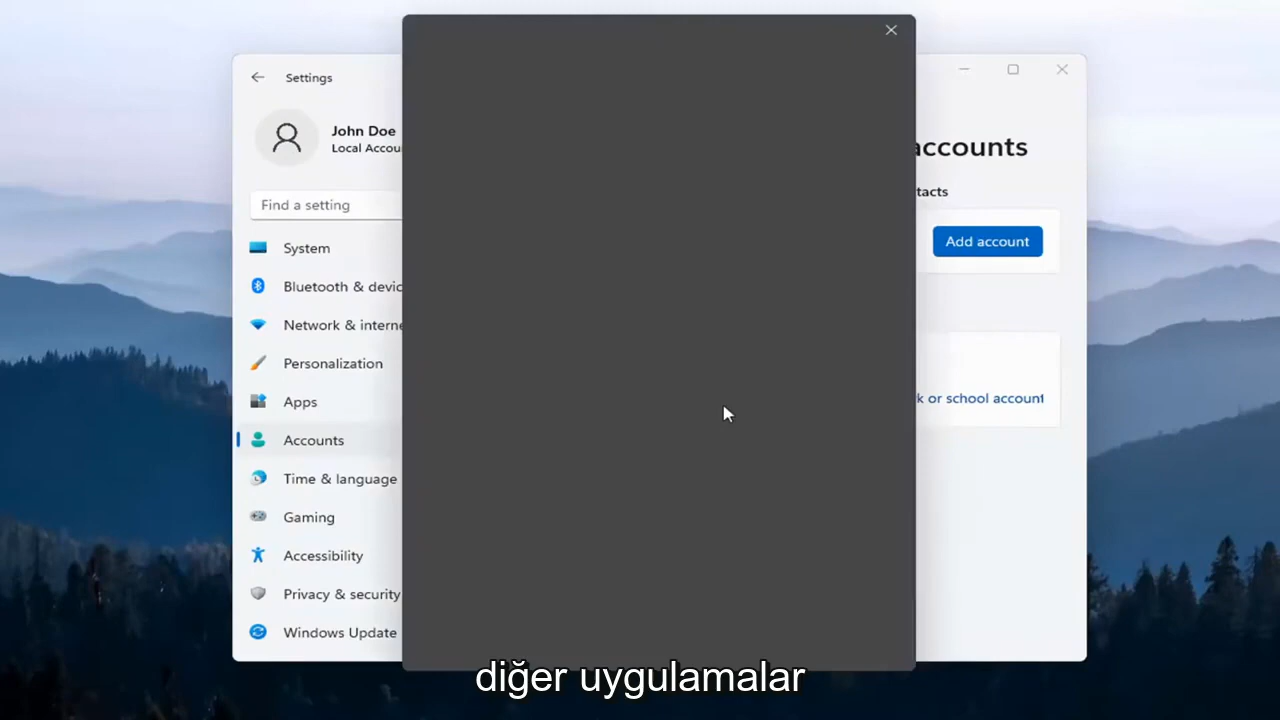 Settings
John Doe
Local Accou
Find a setting
System
Bluetooth & devic
Network & interne
Personalization
Apps
Accounts
Time & language
Gaming
Accessibility
Privacy & security
Windows Update
accounts
tacts
Add account
k or school account
diğer uygulamalar